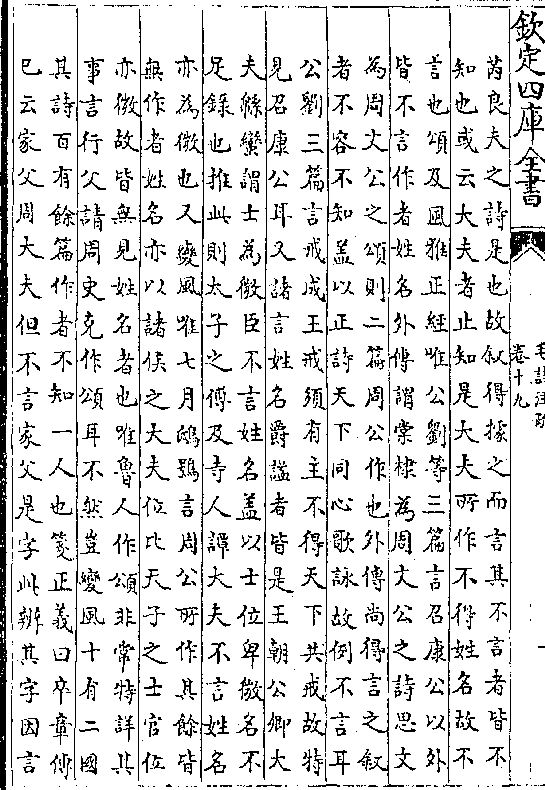 欽定四庫全書
毛詩注疏
卷十九
芮良夫之詩是也故叙得據之而言其不言者皆不
知也或云大夫者止知是大夫所作不得姓名故不
言也頌及風雅正經唯公劉等三篇言召康公以外
皆不言作者姓名外傳謂棠棣為周文公之詩思文
為周文公之頌則二篇周公作也外傳尚得言之叙
者不容不知盖以正詩天下同心歌詠故例不言耳
公劉三篇言戒成王戒須有主不得天下共戒故特
見召康公耳又諸言姓名爵諡者皆是王朝公卿大
夫緜蠻謂士為微臣不言姓名盖以士位卑微名不
足錄也推此則太子之傅及寺人譚大夫不言姓名
亦為微也又變風唯七月鴟鴞言周公所作其餘皆
無作者姓名亦以諸侯之大夫位比天子之士官位
亦微故皆無見姓名者也唯魯人作頌非常特詳其
事言行父請周史克作頌耳不然豈變風十有二國
其詩百有餘篇作者不知一人也箋正義曰卒章傳
巳云家父周大夫但不言家父是字此辨其字因言